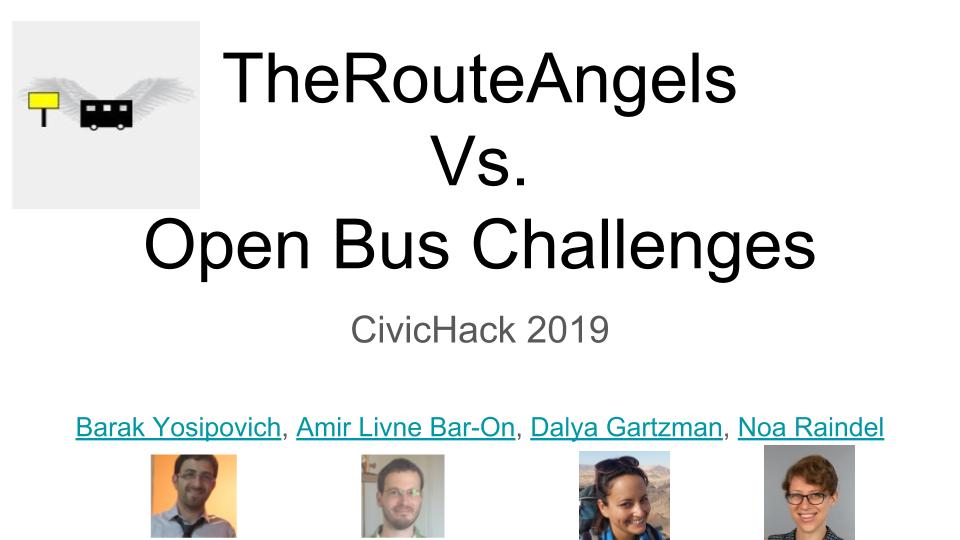 TheRouteAngels
Vs.
Open Bus Challenges
CivicHack 2019
Barak Yosipovich, Amir Livne Bar-On, Dalya Gartzman, Noa Raindel